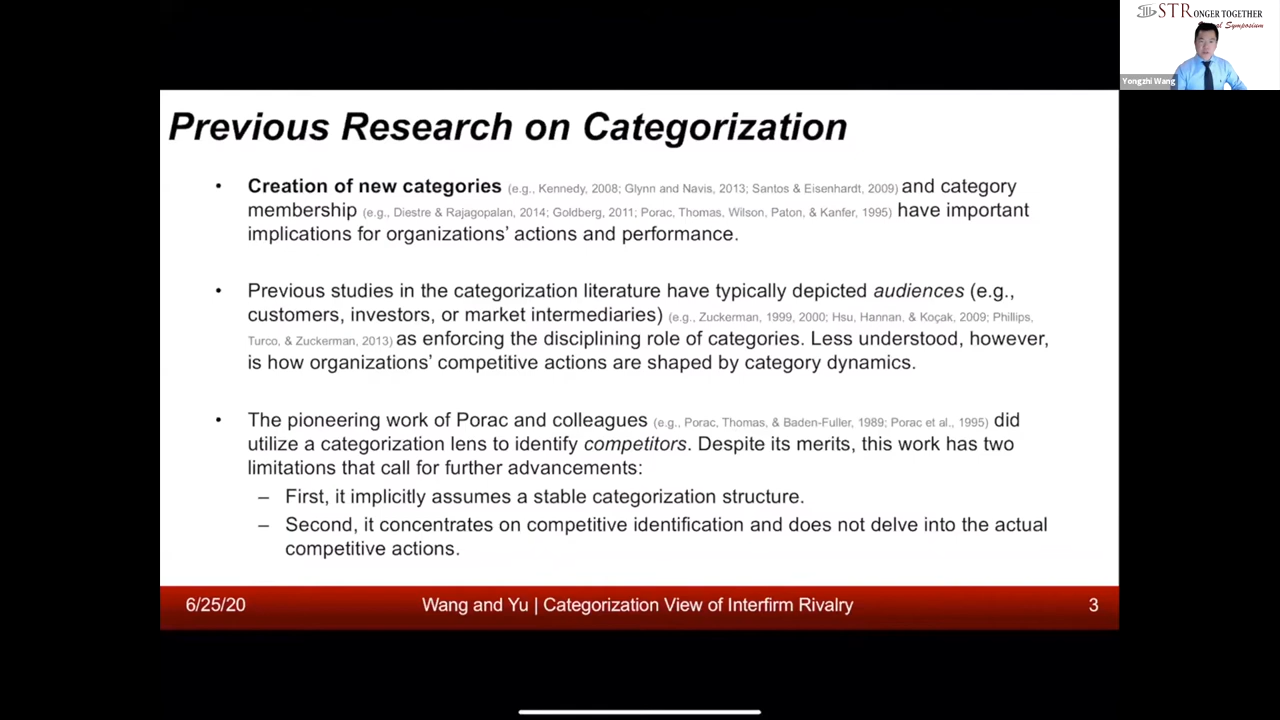 STRONGER TOGETHER
Symposium
Yongzhi Wang
Previous Research on Categorization
• Creation of new categories (e.g., Kennedy, 2008; Glynn and Navis, 2013; Santos & Eisenhardt, 2009) and category
membership (e.g., Diestre & Rajagopalan, 2014; Goldberg, 2011; Porac, Thomas, Wilson, Paton, & Kanfer, 1995) have important
implications for organizations’ actions and performance.
• Previous studies in the categorization literature have typically depicted audiences (e.g.,
customers, investors, or market intermediaries) (e.g., Zuckerman, 1999, 2000; Hsu, Hannan, & Koçak, 2009; Phillips,
Turco, & Zuckerman, 2013) as enforcing the disciplining role of categories. Less understood, however,
is how organizations’ competitive actions are shaped by category dynamics.
• The pioneering work of Porac and colleagues (e.g., Porac, Thomas, & Baden-Fuller, 1989; Porac et al., 1995) did
utilize a categorization lens to identify competitors. Despite its merits, this work has two
limitations that call for further advancements:
– First, it implicitly assumes a stable categorization structure.
– Second, it concentrates on competitive identification and does not delve into the actual
competitive actions.
6/25/20
Wang and Yu | Categorization View of Interfirm Rivalry
3